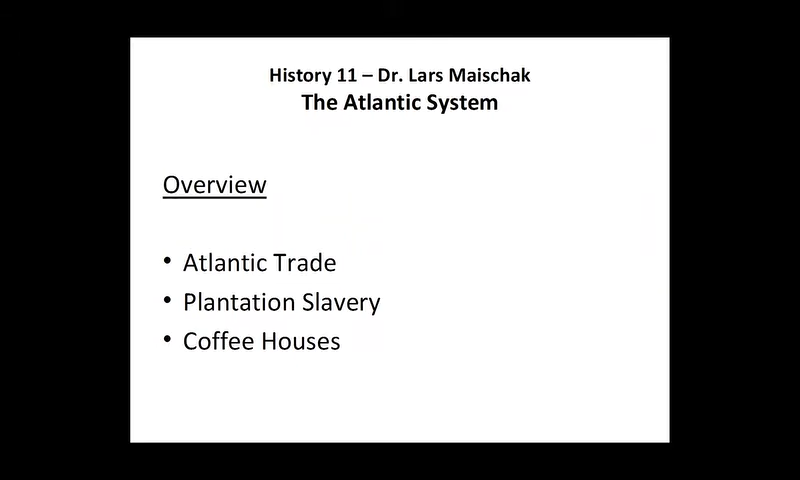 History 11 – Dr. Lars Maischak
The Atlantic System
Overview
• Atlantic Trade
• Plantation Slavery
• Coffee Houses